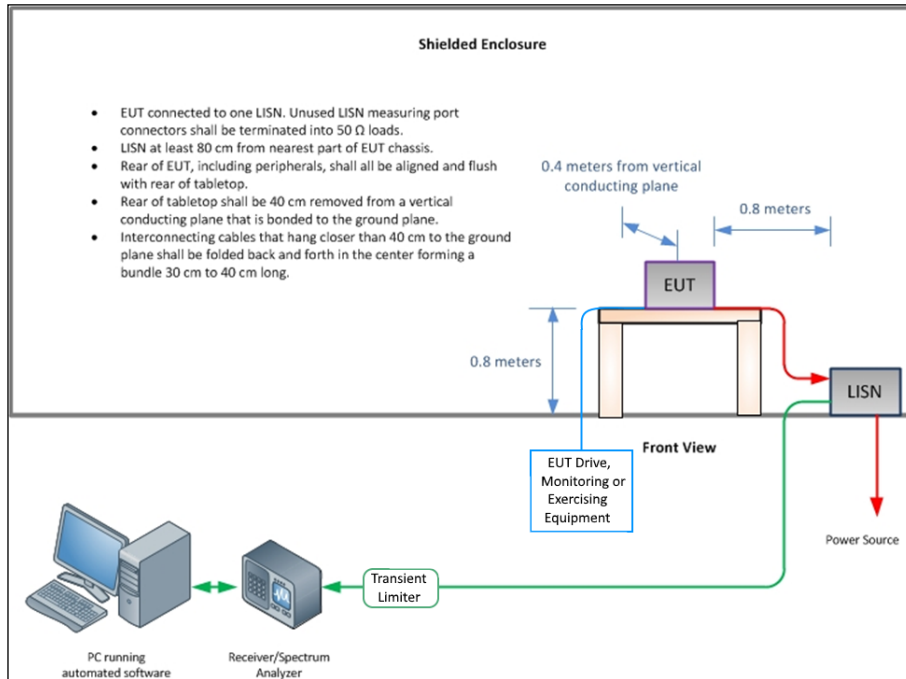 Shielded Enclosure
• EUT connected to one LISN. Unused LISN measuring port
connectors shall be terminated into 50 Ω loads.
• LISN at least 80 cm from nearest part of EUT chassis.
• Rear of EUT, including peripherals, shall all be aligned and flush
with rear of tabletop.
• Rear of tabletop shall be 40 cm removed from a vertical
conducting plane that is bonded to the ground plane.
• Interconnecting cables that hang closer than 40 cm to the ground
plane shall be folded back and forth in the center forming a
bundle 30 cm to 40 cm long.
0.4 meters from vertical
conducting plane
0.8 meters
EUT
0.8 meters
LISN
Front View
EUT Drive,
Monitoring or
Exercising
Equipment
Power Source
Transient
Limiter
PC running
automated software
Receiver/Spectrum
Analyzer